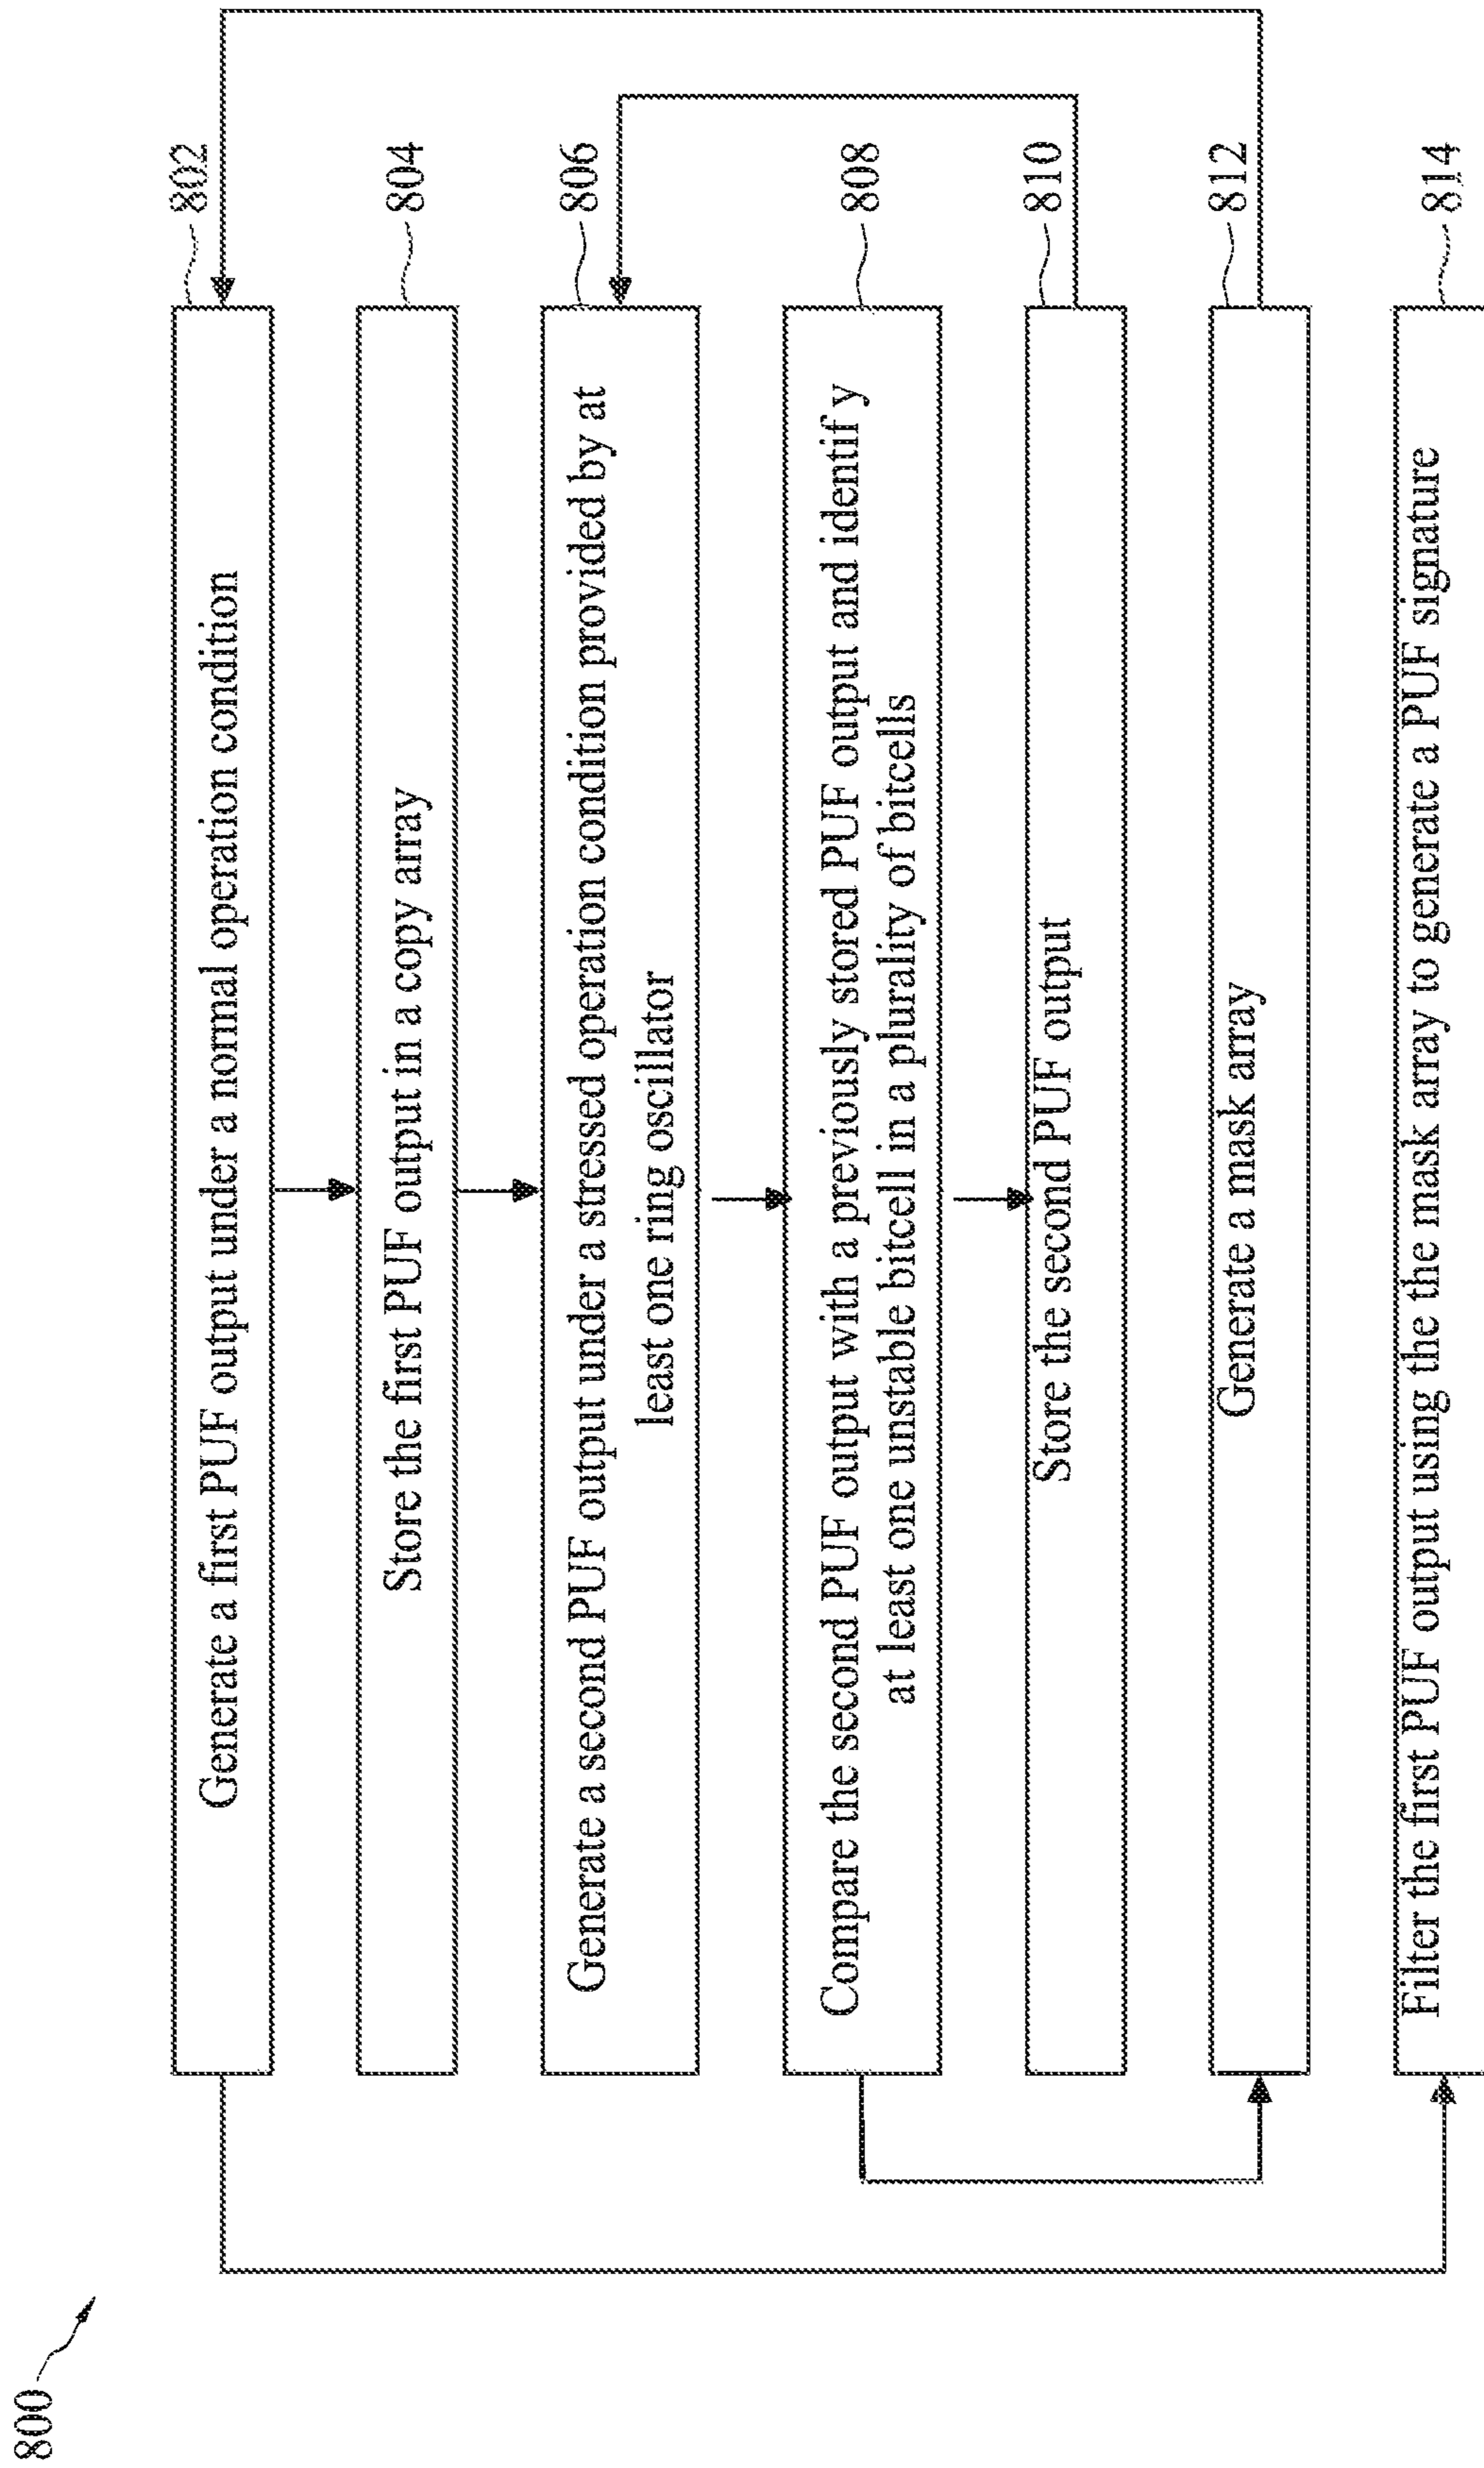 800
802
Generate a first PUF output under a normal operation condition
804
Store the first PUF output in a copy array
806
Generate a second PUF output under a stressed operation condition provided by at
least one ring oscillator
808
Compare the second PUF output with a previously stored PUF output and identify
at least one unstable bitcell in a plurality of bitcells
810
Store the second PUF output
812
Generate a mask array
814
Filter the first PUF output using the the mask array to generate a PUF signature